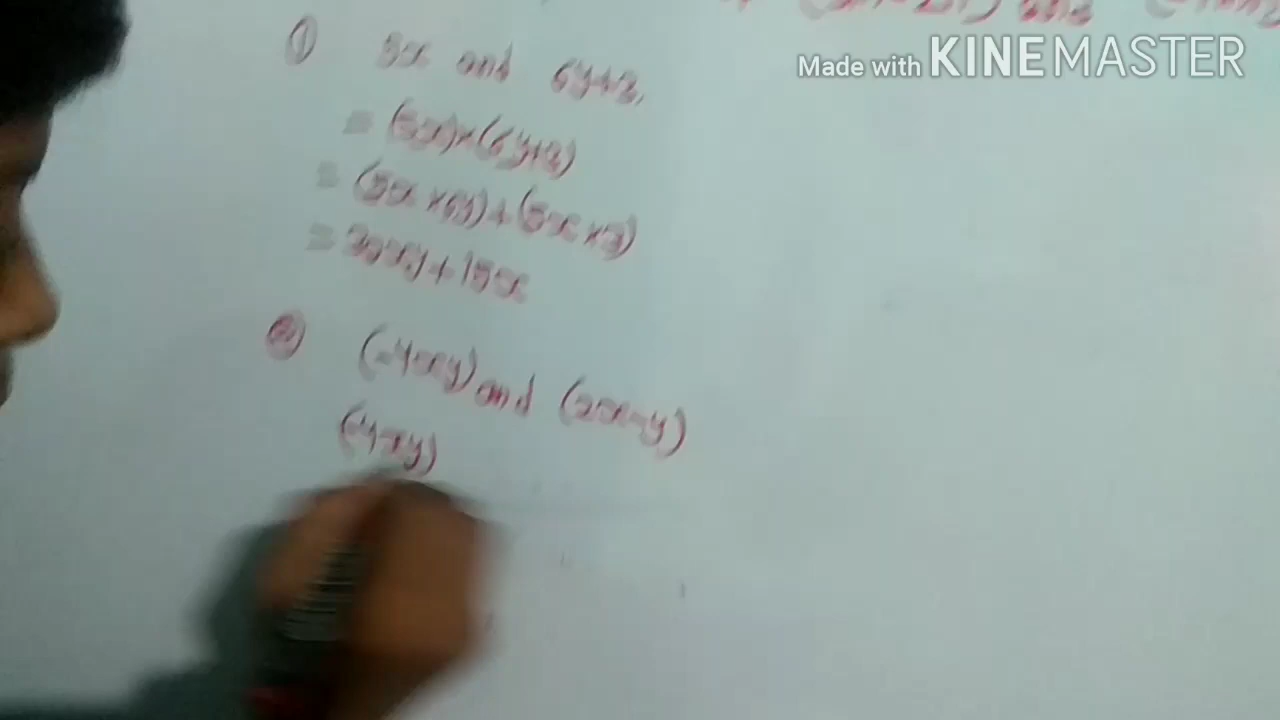 Made with KINEMASTER
① 5x and 6y+3,
= (5x)×(6y+3)
= (5x×6y)+(5x×3)
= 30xy+15x
② (-4xy) and (2x-y)
(-4xy)